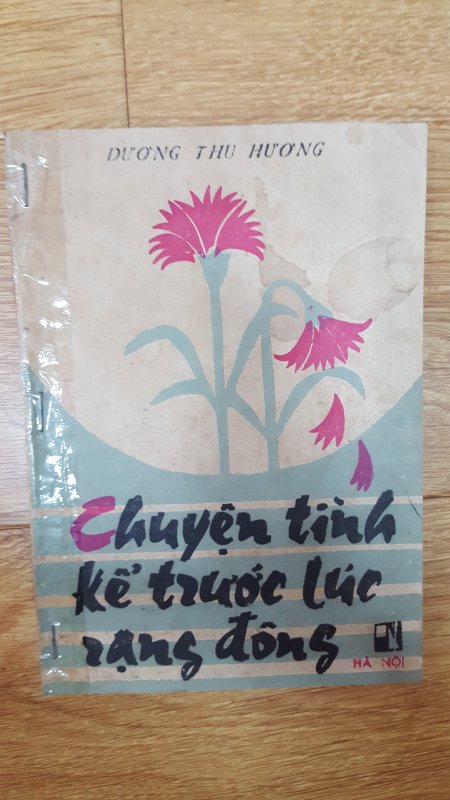 DƯƠNG THU HƯƠNG
Chuyện tình
kể trước lúc
rạng đông
HÀ NỘI